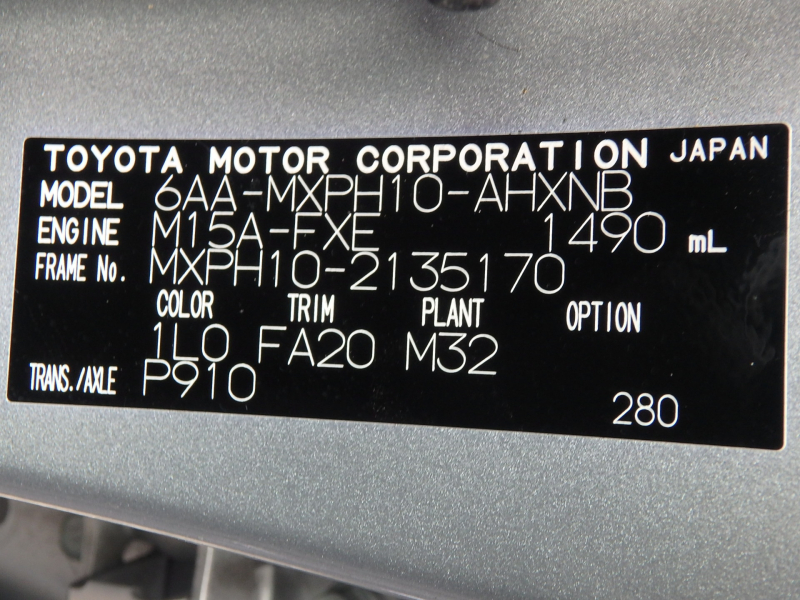 TOYOTA MOTOR CORPORATION JAPAN
MODEL 6AA-MXPH10-AHXNB
ENGINE M15A-FXE 1490 mL
FRAME No. MXPH10-2135170
COLOR TRIM PLANT OPTION
1L0 FA20 M32
TRANS./AXLE P910
280